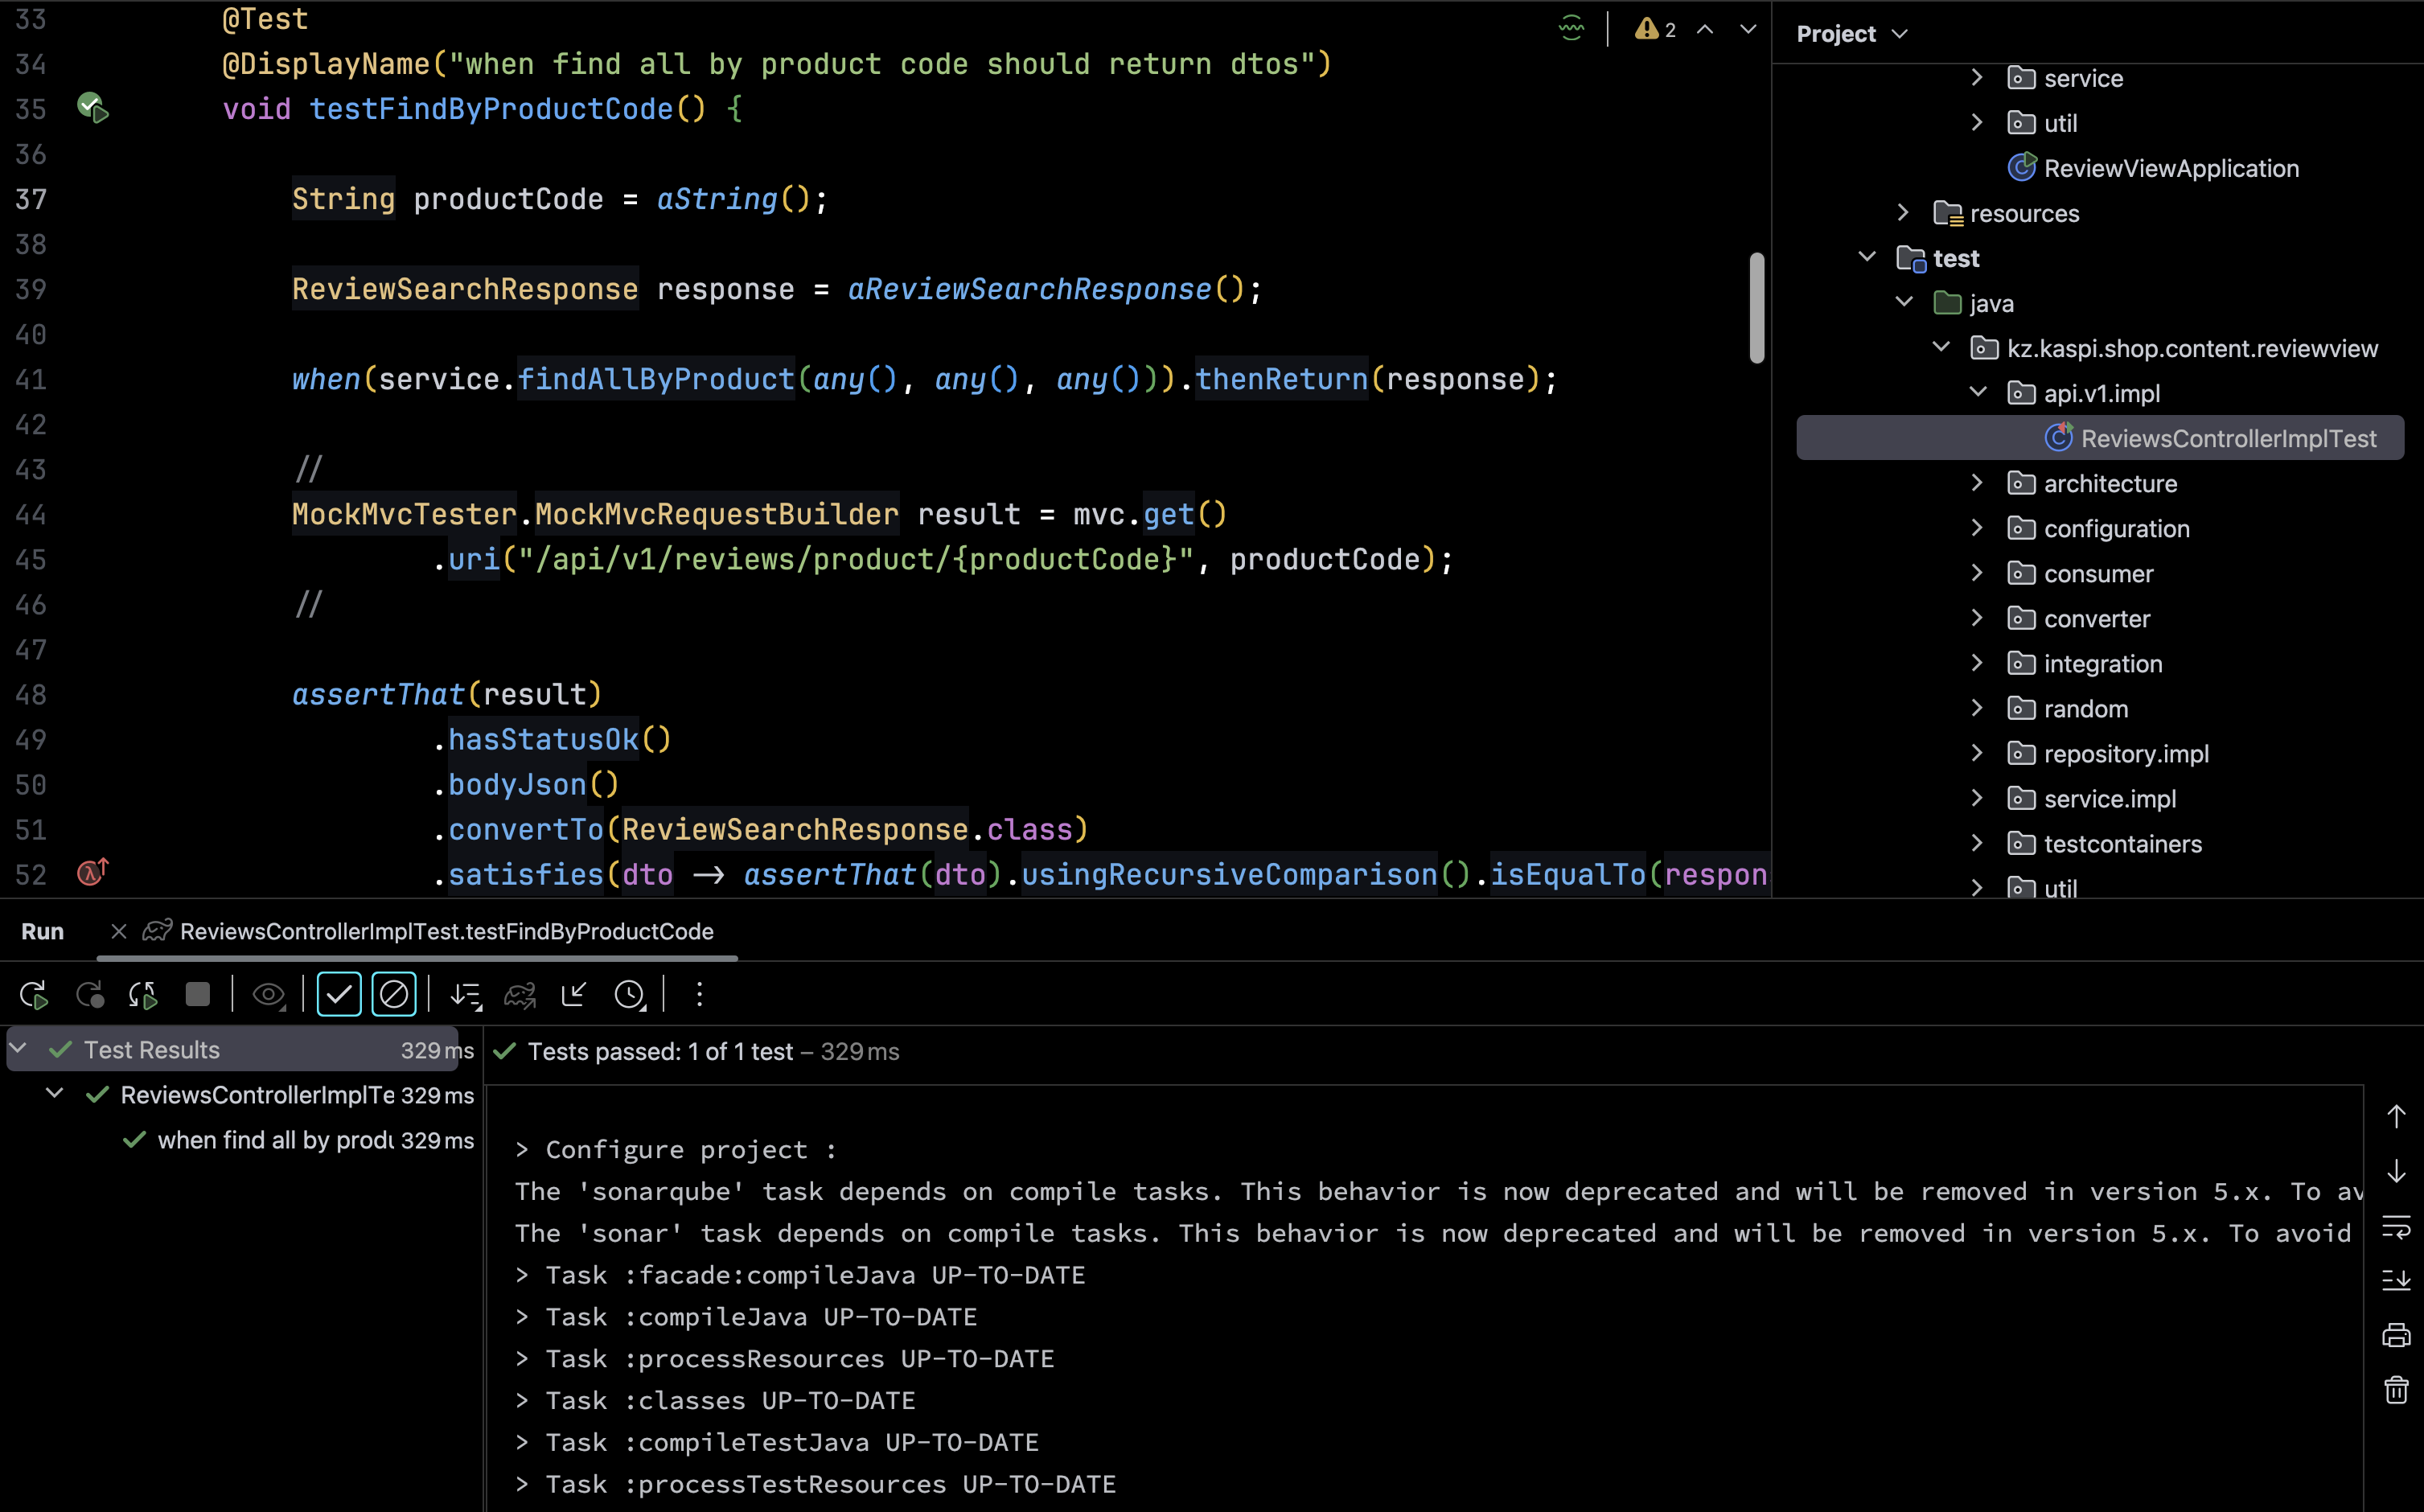 33 @Test
34 @DisplayName("when find all by product code should return dtos")
35 void testFindByProductCode() {
36
37 String productCode = aString();
38
39 ReviewSearchResponse response = aReviewSearchResponse();
40
41 when(service.findAllByProduct(any(), any(), any())).thenReturn(response);
42
43 //
44 MockMvcTester.MockMvcRequestBuilder result = mvc.get()
45 .uri("/api/v1/reviews/product/{productCode}", productCode);
46 //
47
48 assertThat(result)
49 .hasStatusOk()
50 .bodyJson()
51 .convertTo(ReviewSearchResponse.class)
52 .satisfies(dto → assertThat(dto).usingRecursiveComparison().isEqualTo(respon
2
Project
service
util
ReviewViewApplication
resources
test
java
kz.kaspi.shop.content.reviewview
api.v1.impl
ReviewsControllerImplTest
architecture
configuration
consumer
converter
integration
random
repository.impl
service.impl
testcontainers
util
Run
ReviewsControllerImplTest.testFindByProductCode
Test Results 329 ms
ReviewsControllerImplTe 329 ms
when find all by produ 329 ms
Tests passed: 1 of 1 test – 329 ms
> Configure project :
The 'sonarqube' task depends on compile tasks. This behavior is now deprecated and will be removed in version 5.x. To av
The 'sonar' task depends on compile tasks. This behavior is now deprecated and will be removed in version 5.x. To avoid
> Task :facade:compileJava UP-TO-DATE
> Task :compileJava UP-TO-DATE
> Task :processResources UP-TO-DATE
> Task :classes UP-TO-DATE
> Task :compileTestJava UP-TO-DATE
> Task :processTestResources UP-TO-DATE